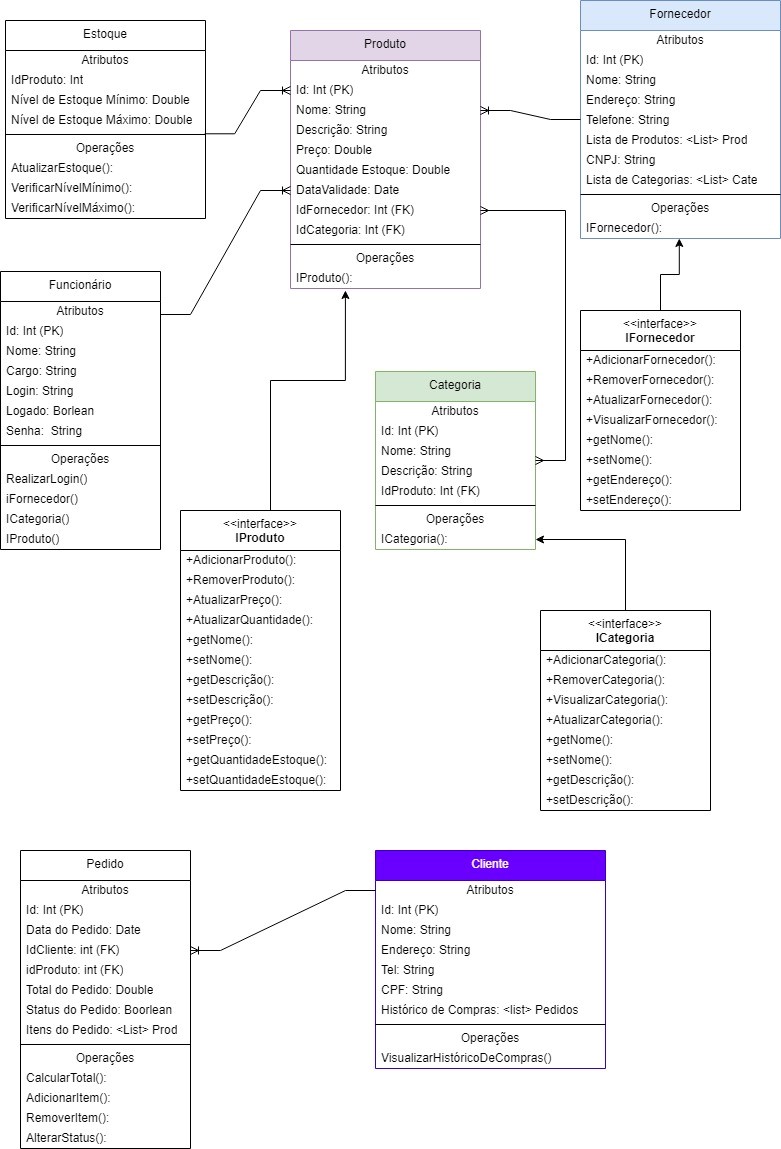 Estoque
Atributos
IdProduto: Int
Nível de Estoque Mínimo: Double
Nível de Estoque Máximo: Double
Operações
AtualizarEstoque():
VerificarNívelMínimo():
VerificarNívelMáximo():
Produto
Atributos
Id: Int (PK)
Nome: String
Descrição: String
Preço: Double
Quantidade Estoque: Double
DataValidade: Date
IdFornecedor: Int (FK)
IdCategoria: Int (FK)
Operações
IProduto():
Fornecedor
Atributos
Id: Int (PK)
Nome: String
Endereço: String
Telefone: String
Lista de Produtos: <List> Prod
CNPJ: String
Lista de Categorias: <List> Cate
Operações
IFornecedor():
Funcionário
Atributos
Id: Int (PK)
Nome: String
Cargo: String
Login: String
Logado: Borlean
Senha: String
Operações
RealizarLogin()
iFornecedor()
ICategoria()
IProduto()
<<interface>>
IFornecedor
+AdicionarFornecedor():
+RemoverFornecedor():
+AtualizarFornecedor():
+VisualizarFornecedor():
+getNome():
+setNome():
+getEndereço():
+setEndereço():
Categoria
Atributos
Id: Int (PK)
Nome: String
Descrição: String
IdProduto: Int (FK)
Operações
ICategoria():
<<interface>>
IProduto
+AdicionarProduto():
+RemoverProduto():
+AtualizarPreço():
+AtualizarQuantidade():
+getNome():
+setNome():
+getDescrição():
+setDescrição():
+getPreço():
+setPreço():
+getQuantidadeEstoque():
+setQuantidadeEstoque():
<<interface>>
ICategoria
+AdicionarCategoria():
+RemoverCategoria():
+VisualizarCategoria():
+AtualizarCategoria():
+getNome():
+setNome():
+getDescrição():
+setDescrição():
Pedido
Atributos
Id: Int (PK)
Data do Pedido: Date
IdCliente: int (FK)
idProduto: int (FK)
Total do Pedido: Double
Status do Pedido: Boorlean
Itens do Pedido: <List> Prod
Operações
CalcularTotal():
AdicionarItem():
RemoverItem():
AlterarStatus():
Cliente
Atributos
Id: Int (PK)
Nome: String
Endereço: String
Tel: String
CPF: String
Histórico de Compras: <list> Pedidos
Operações
VisualizarHistóricoDeCompras()